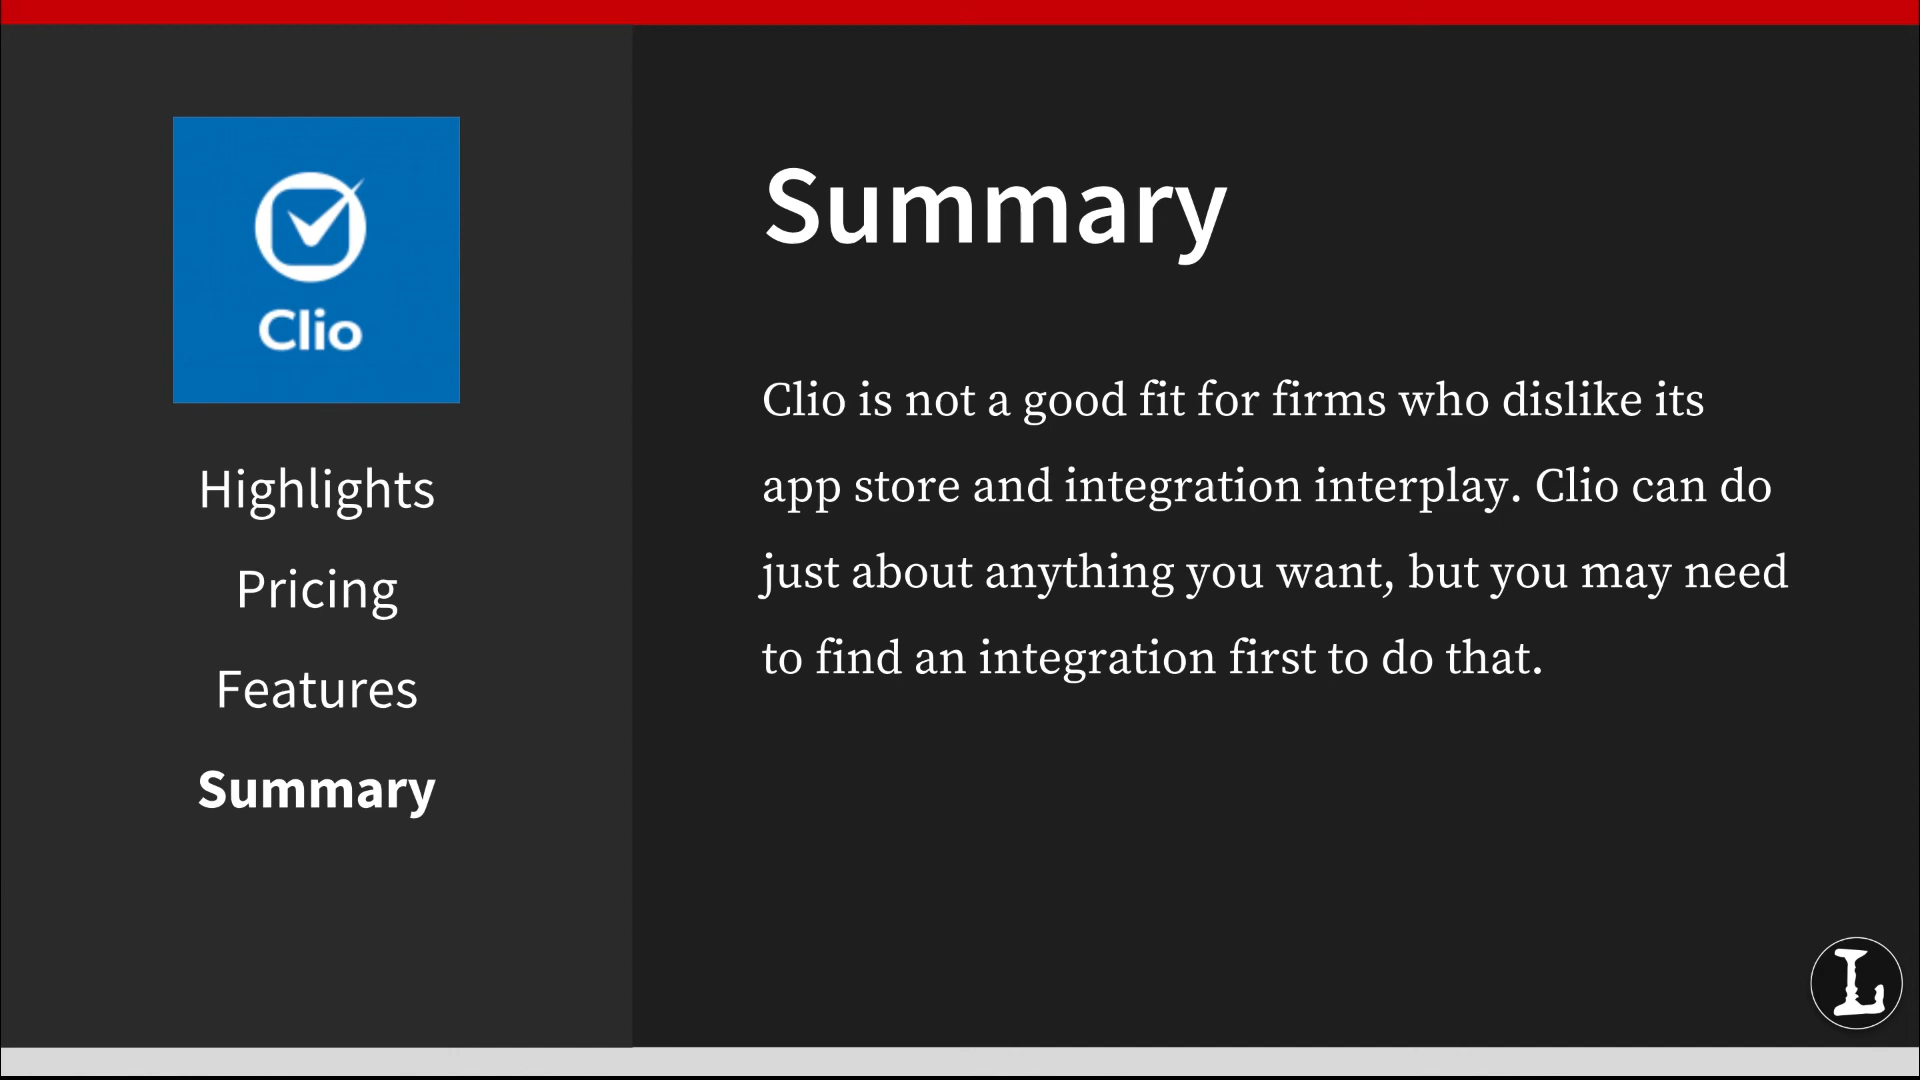 Clio
Highlights
Pricing
Features
Summary
Summary
Clio is not a good fit for firms who dislike its
app store and integration interplay. Clio can do
just about anything you want, but you may need
to find an integration first to do that.
L